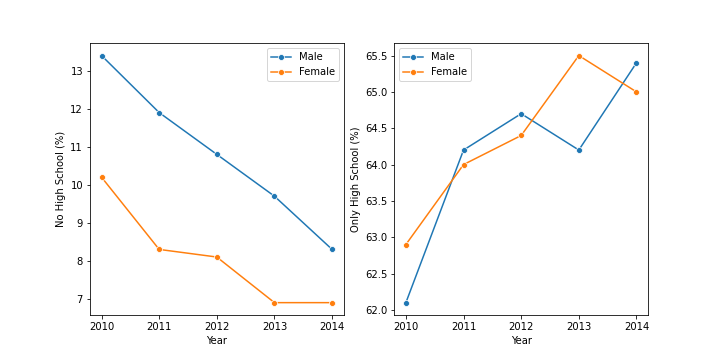 No High School (%)
13
12
11
10
9
8
7
2010 2011 2012 2013 2014
Year
Male
Female
Only High School (%)
65.5
65.0
64.5
64.0
63.5
63.0
62.5
62.0
2010 2011 2012 2013 2014
Year
Male
Female